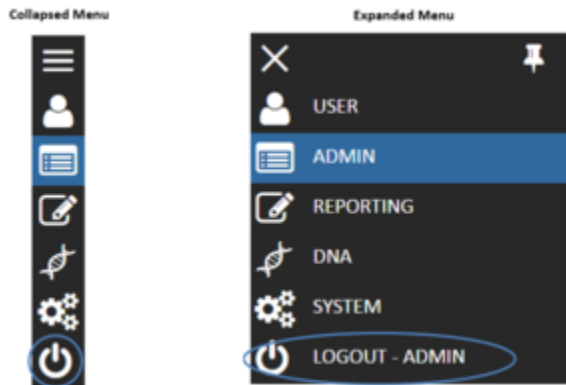 Collapsed Menu
Expanded Menu
USER
ADMIN
REPORTING
DNA
SYSTEM
LOGOUT - ADMIN